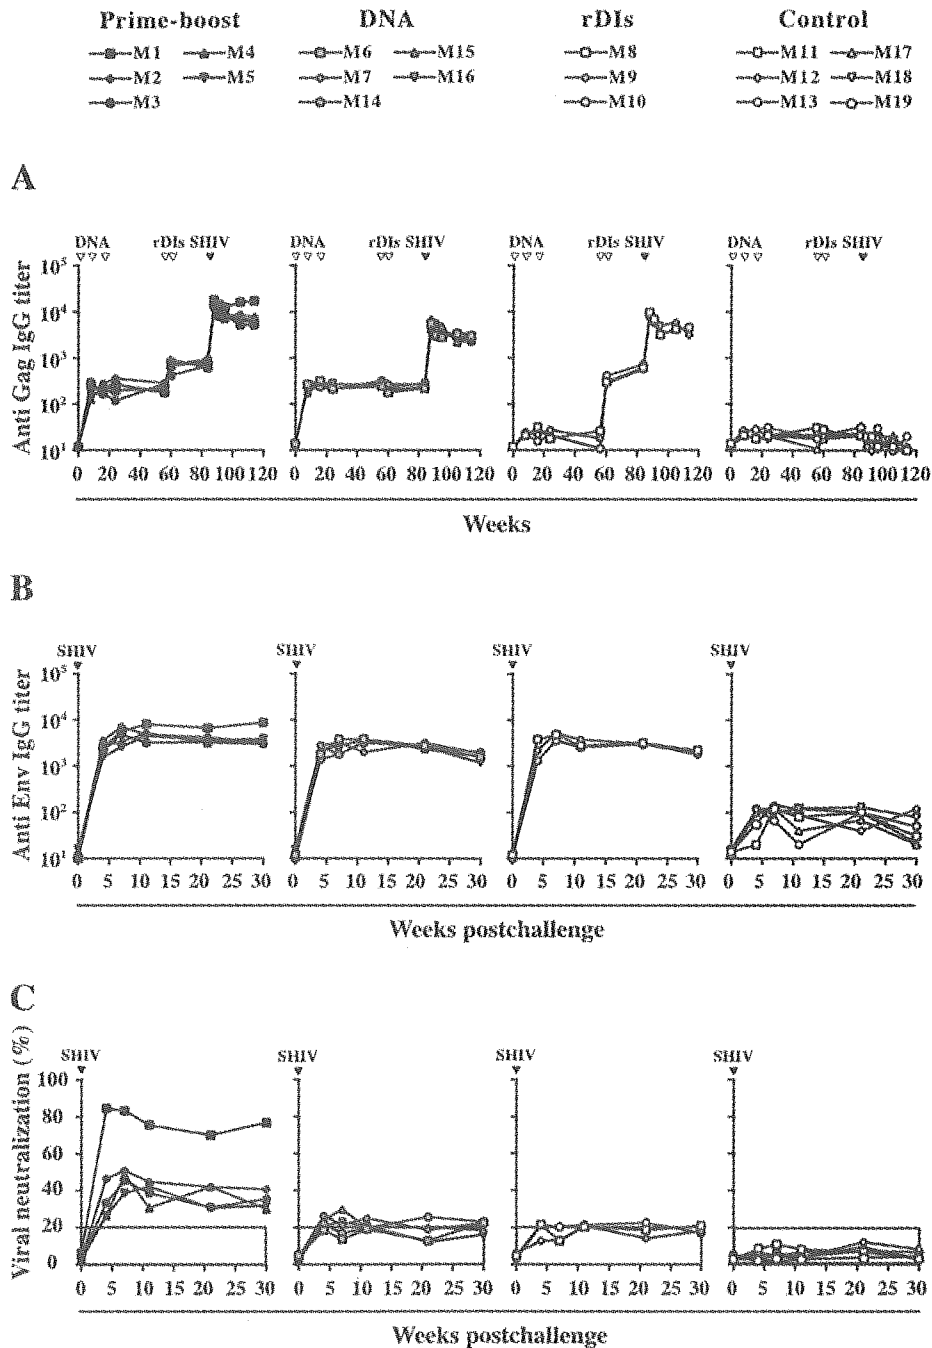 Prime-boost DNA rDIs Control
M1 M4 M6 M15 M8 M11 M17
M2 M5 M7 M16 M9 M12 M18
M3 M14 M10 M13 M19
A
DNA rDIs SHIV DNA rDIs SHIV DNA rDIs SHIV DNA rDIs SHIV
Anti Gag IgG titer
10^5
10^4
10^3
10^2
10^1
0 20 40 60 80 100 120 0 20 40 60 80 100 120 0 20 40 60 80 100 120 0 20 40 60 80 100 120
Weeks
B
SHIV SHIV SHIV SHIV
Anti Env IgG titer
10^5
10^4
10^3
10^2
10^1
0 5 10 15 20 25 30 0 5 10 15 20 25 30 0 5 10 15 20 25 30 0 5 10 15 20 25 30
Weeks postchallenge
C
SHIV SHIV SHIV SHIV
Viral neutralization (%)
100
80
60
40
20
0
0 5 10 15 20 25 30 0 5 10 15 20 25 30 0 5 10 15 20 25 30 0 5 10 15 20 25 30
Weeks postchallenge